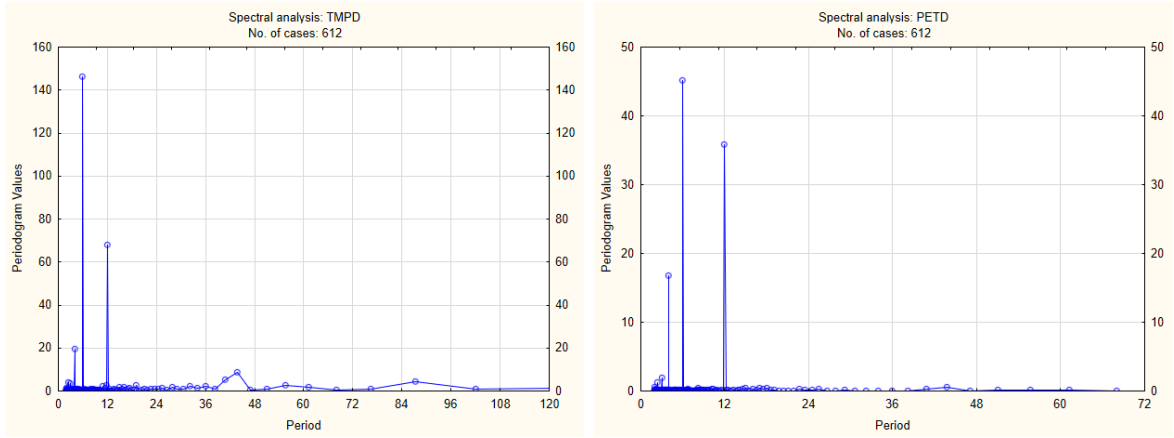 Spectral analysis: TMPD
No. of cases: 612
160 160
140 140
120 120
100 100
80 80
60 60
40 40
20 20
0 0
0 12 24 36 48 60 72 84 96 108 120
Period
Periodogram Values
Spectral analysis: PETD
No. of cases: 612
50 50
40 40
30 30
20 20
10 10
0 0
0 12 24 36 48 60 72
Period
Periodogram Values